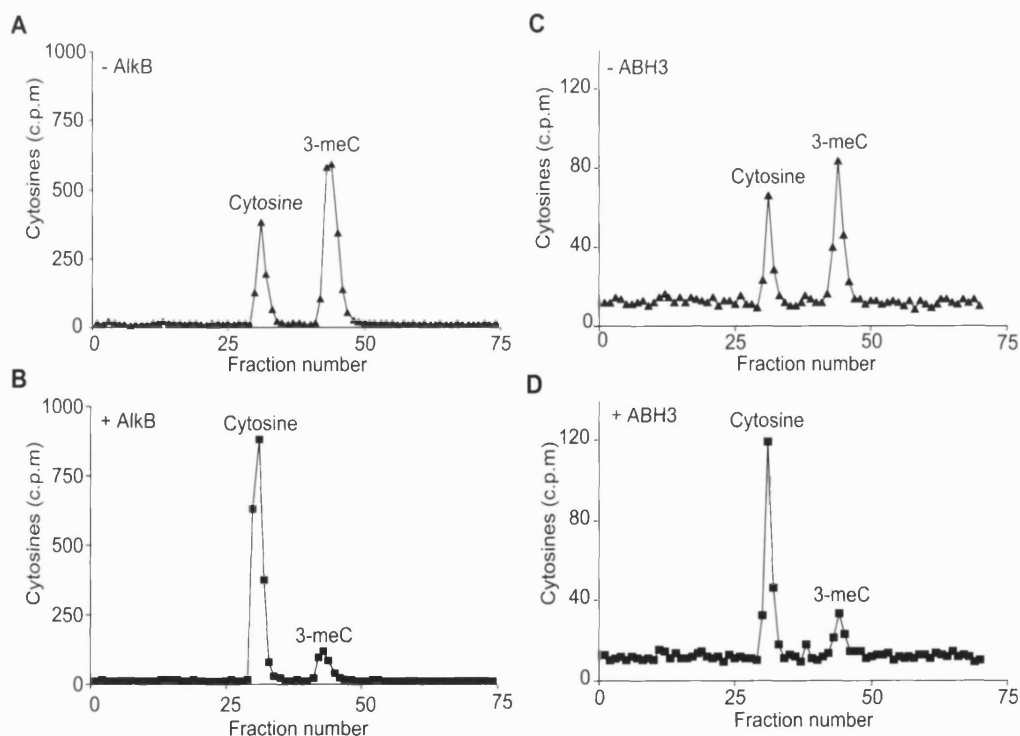 A
- AlkB
Cytosines (c.p.m)
1000
750
500
250
0
Cytosine
3-meC
0 25 50 75
Fraction number
B
+ AlkB
Cytosines (c.p.m)
1000
750
500
250
0
Cytosine
3-meC
0 25 50 75
Fraction number
C
- ABH3
Cytosines (c.p.m)
120
80
40
0
Cytosine
3-meC
0 25 50 75
Fraction number
D
+ ABH3
Cytosines (c.p.m)
120
80
40
0
Cytosine
3-meC
0 25 50 75
Fraction number